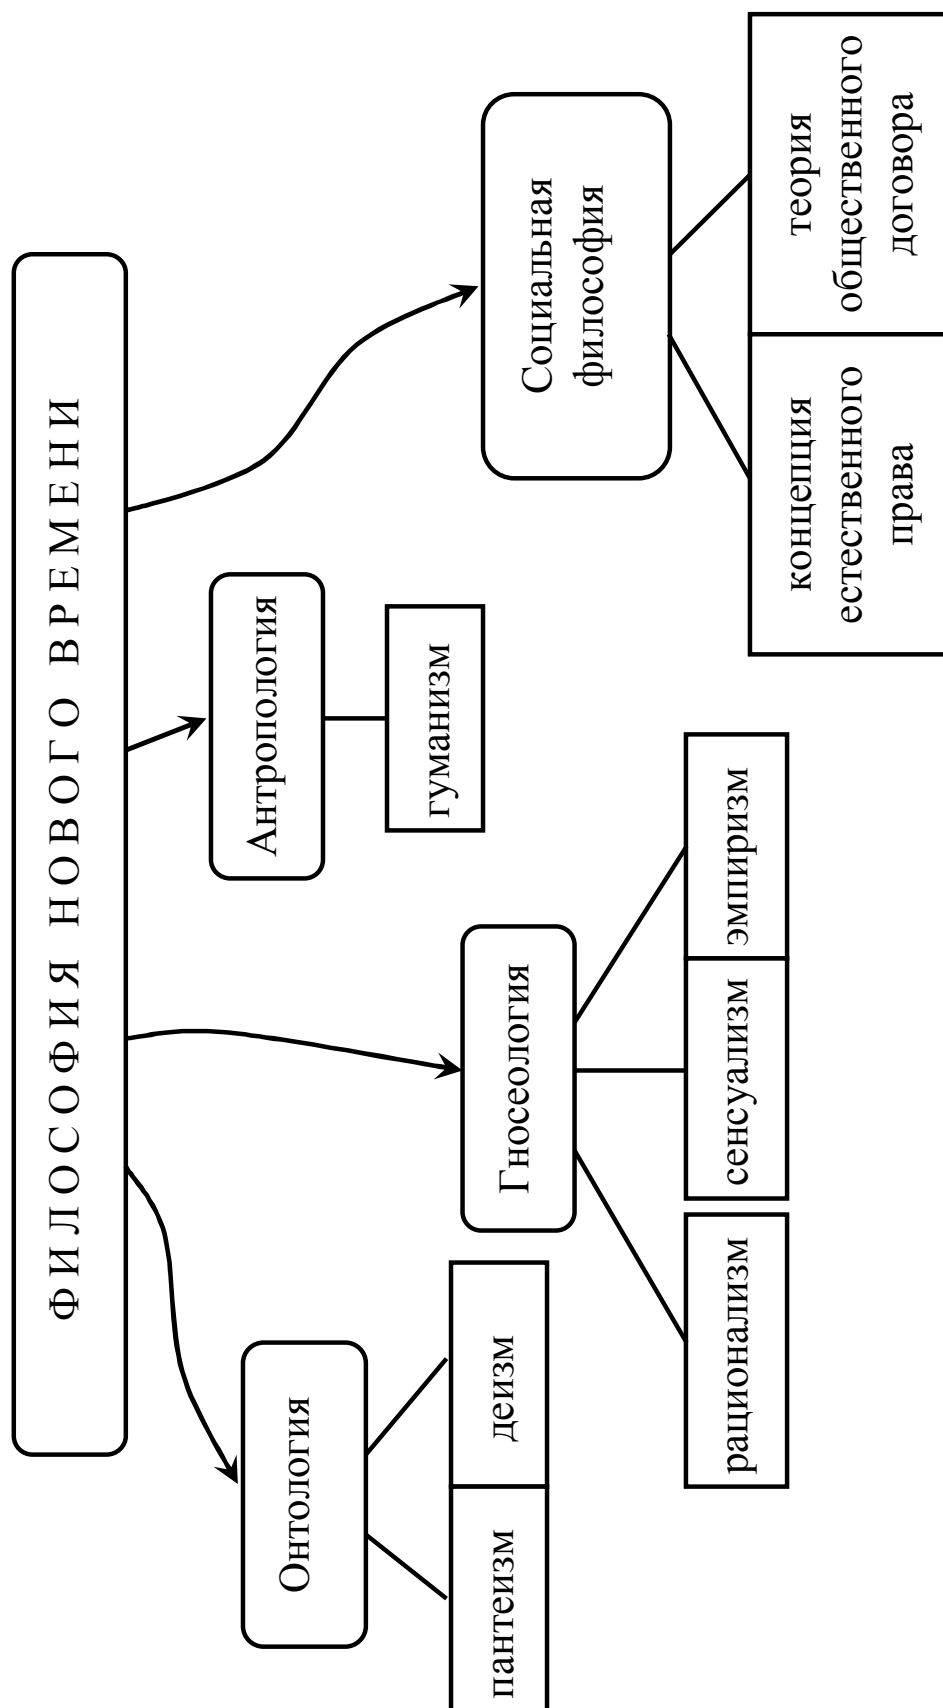 ФИЛОСОФИЯ НОВОГО ВРЕМЕНИ
Онтология
пантеизм
деизм
Гносеология
рационализм
сенсуализм
эмпиризм
Антропология
гуманизм
Социальная
философия
концепция
естественного
права
теория
общественного
договора